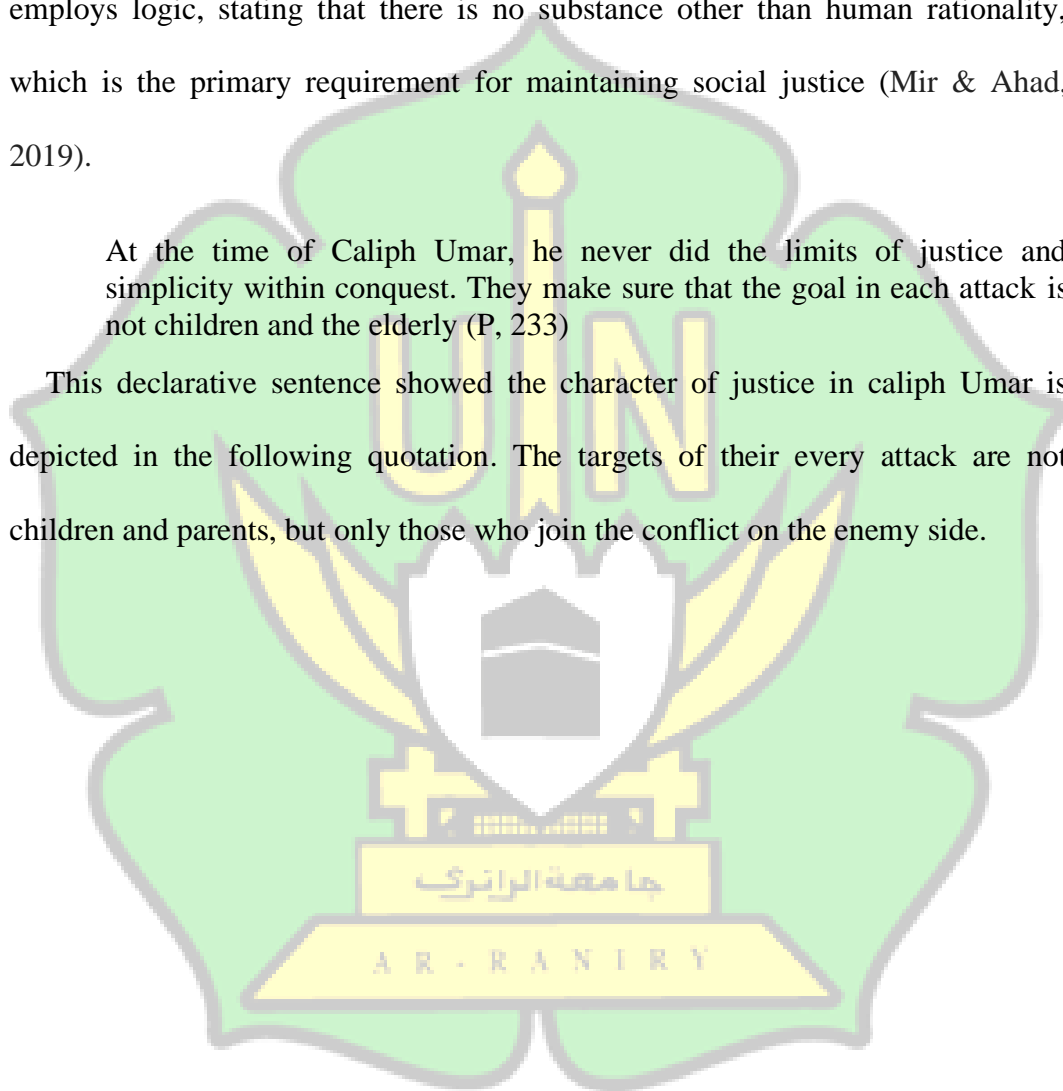 employs logic, stating that there is no substance other than human rationality,
which is the primary requirement for maintaining social justice (Mir & Ahad,
2019).
At the time of Caliph Umar, he never did the limits of justice and
simplicity within conquest. They make sure that the goal in each attack is
not children and the elderly (P, 233)
This declarative sentence showed the character of justice in caliph Umar is
depicted in the following quotation. The targets of their every attack are not
children and parents, but only those who join the conflict on the enemy side.
UIN
جامعة الرانري
AR-RANIRY